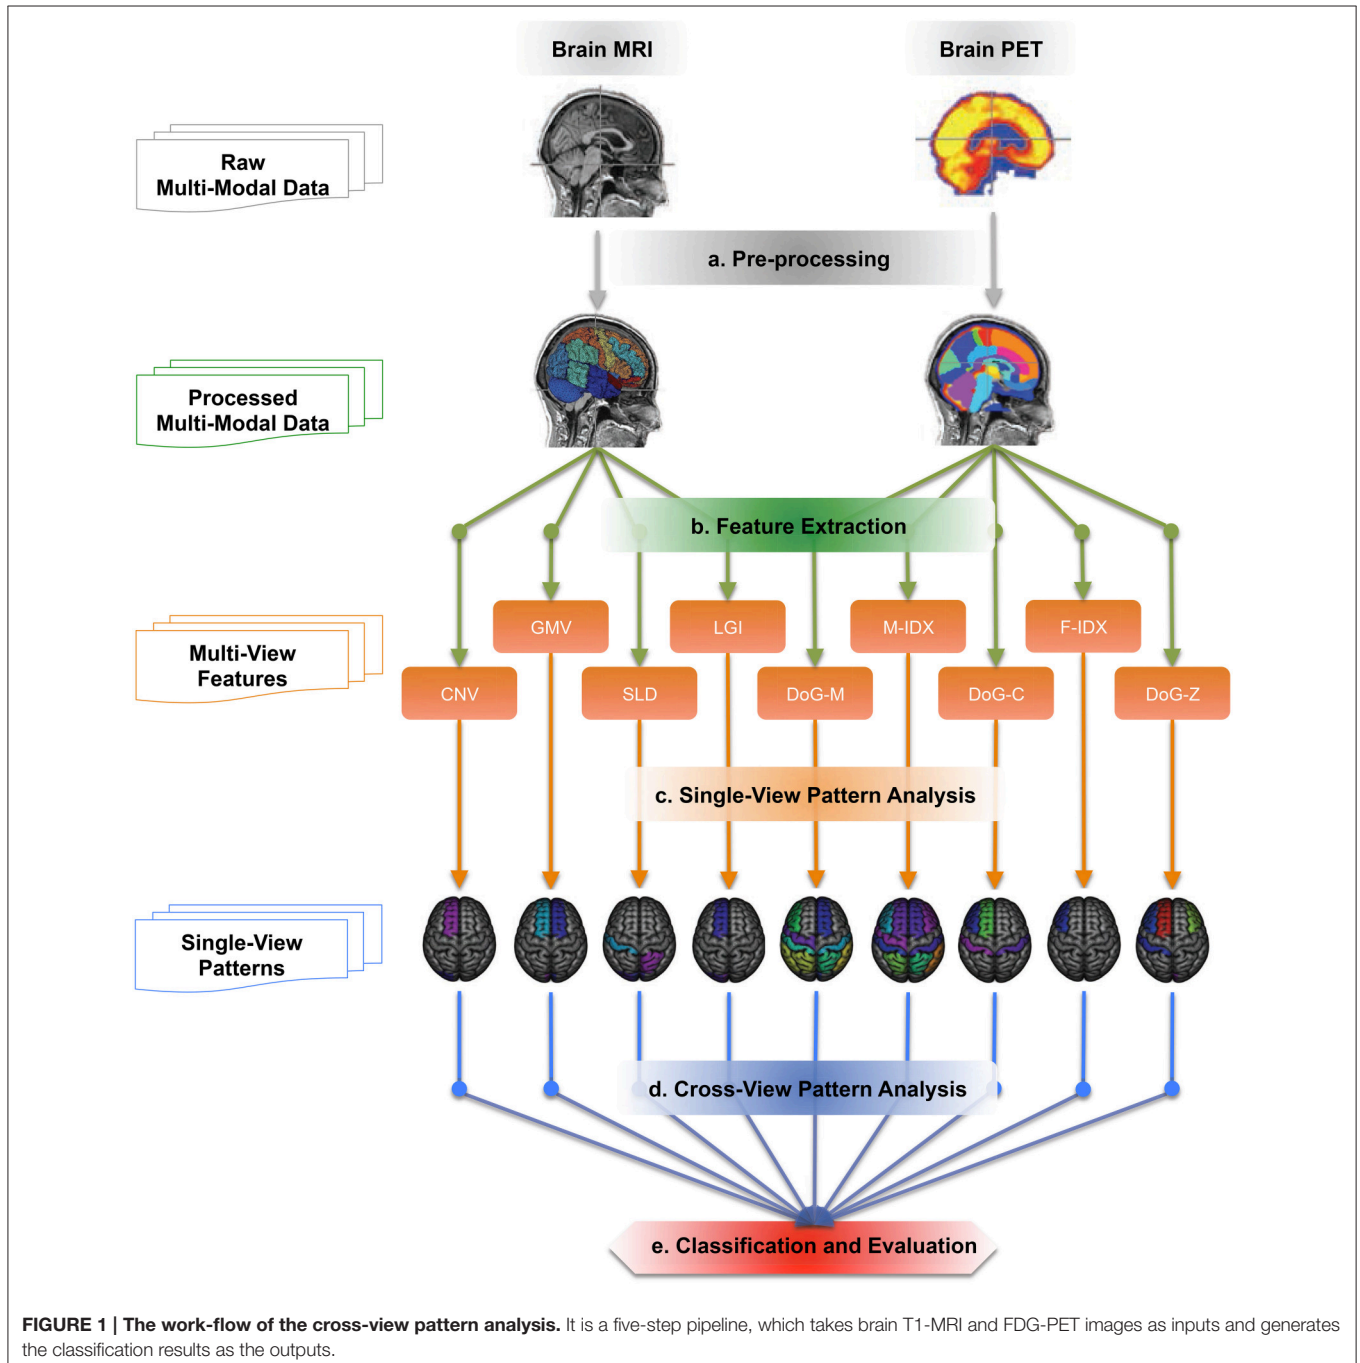 Brain MRI
Brain PET
Raw
Multi-Modal Data
a. Pre-processing
Processed
Multi-Modal Data
b. Feature Extraction
Multi-View
Features
GMV
LGI
M-IDX
F-IDX
CNV
SLD
DoG-M
DoG-C
DoG-Z
c. Single-View Pattern Analysis
Single-View
Patterns
d. Cross-View Pattern Analysis
e. Classification and Evaluation
FIGURE 1 | The work-flow of the cross-view pattern analysis. It is a five-step pipeline, which takes brain T1-MRI and FDG-PET images as inputs and generates
the classification results as the outputs.